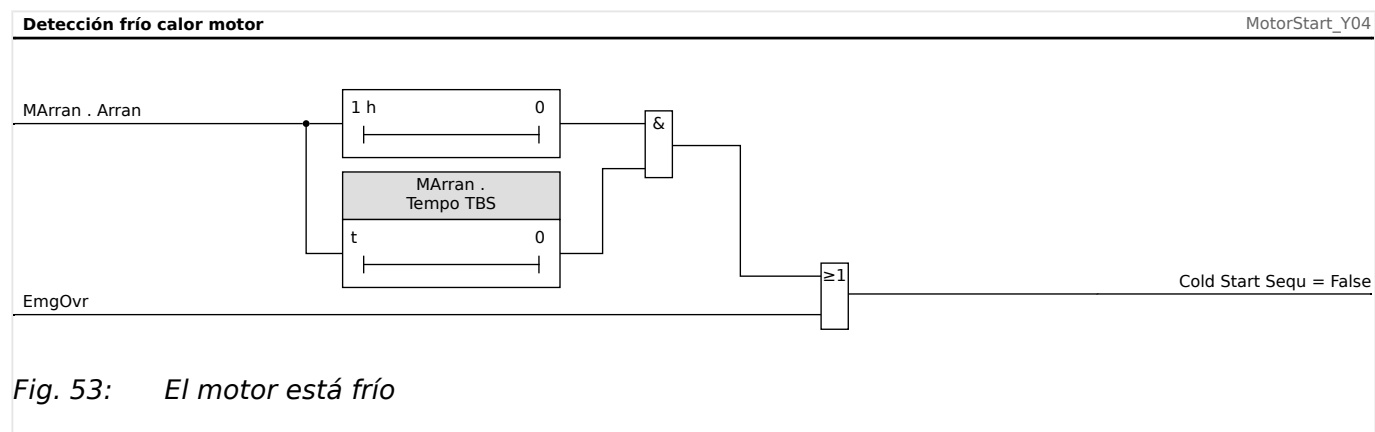 Detección frío calor motor
MotorStart_Y04
MArran . Arran
1 h
0
&
MArran .
Tempo TBS
t
0
≥1
Cold Start Sequ = False
EmgOvr
Fig. 53: El motor está frío